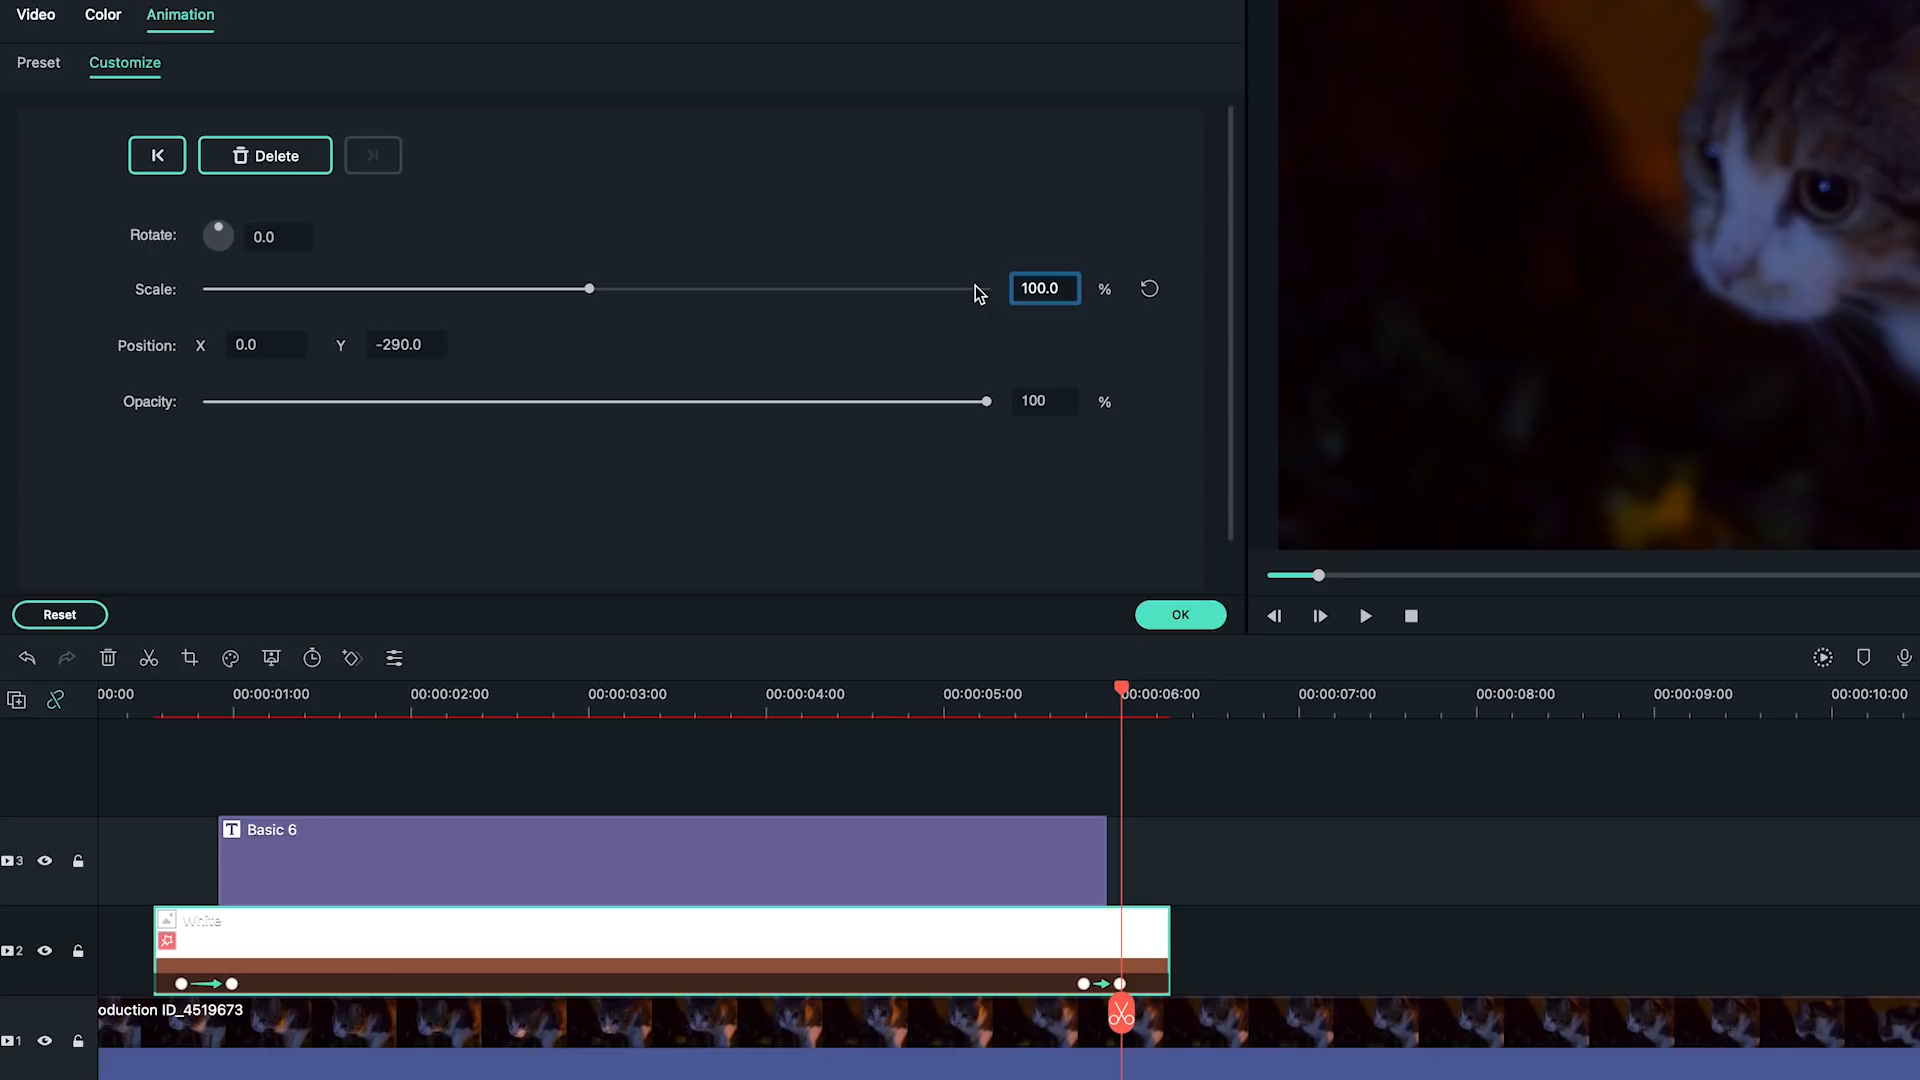 Video Color Animation
Preset Customize
Delete
Rotate: 0.0
Scale: 100.0 %
Position: X 0.0 Y -290.0
Opacity: 100 %
Reset OK
00:00 00:00:01:00 00:00:02:00 00:00:03:00 00:00:04:00 00:00:05:00 00:00:06:00 00:00:07:00 00:00:08:00 00:00:09:00 00:00:10:00
T Basic 6
3
White
2
oduction ID_4519673
1